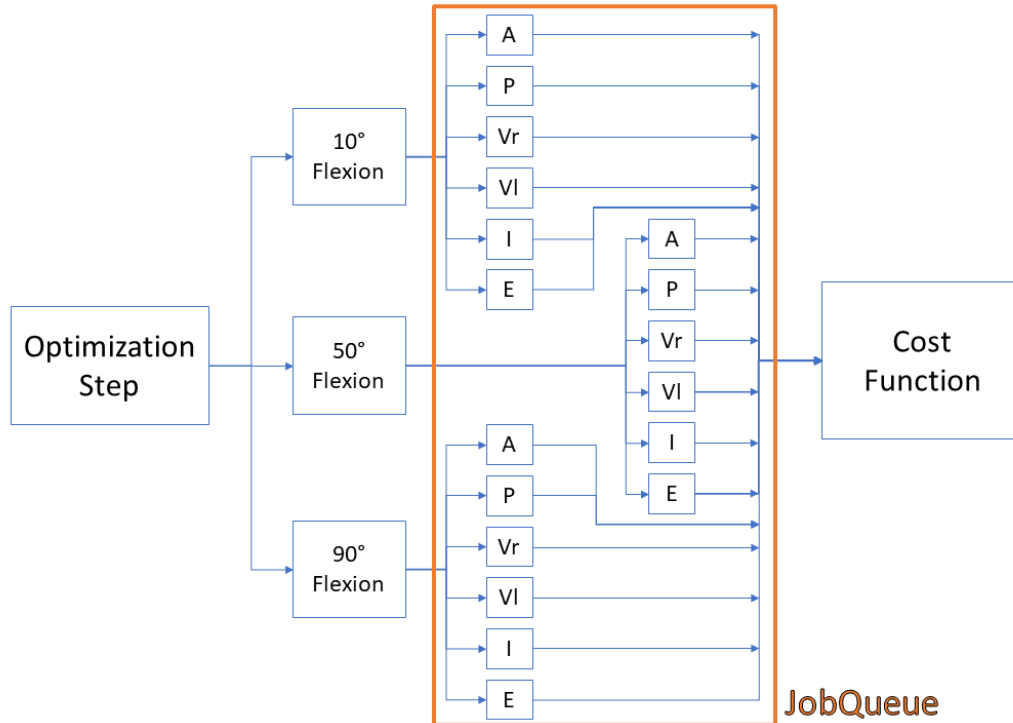 Optimization
Step
10°
Flexion
A
P
Vr
Vl
I
E
50°
Flexion
A
P
Vr
Vl
I
E
90°
Flexion
A
P
Vr
Vl
I
E
Cost
Function
JobQueue